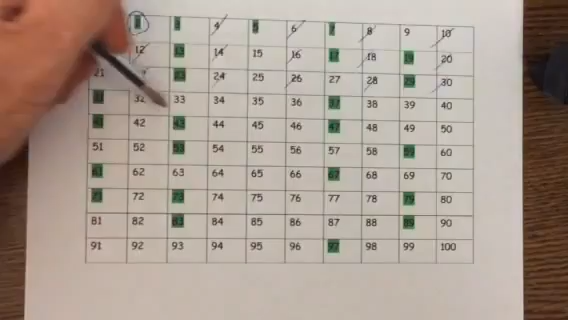 2 3 4 5 6 7 8 9 10
12 13 14 15 16 17 18 19 20
21 23 24 25 26 27 28 29 30
31 32 33 34 35 36 37 38 39 40
41 42 43 44 45 46 47 48 49 50
51 52 53 54 55 56 57 58 59 60
61 62 63 64 65 66 67 68 69 70
71 72 73 74 75 76 77 78 79 80
81 82 83 84 85 86 87 88 89 90
91 92 93 94 95 96 97 98 99 100